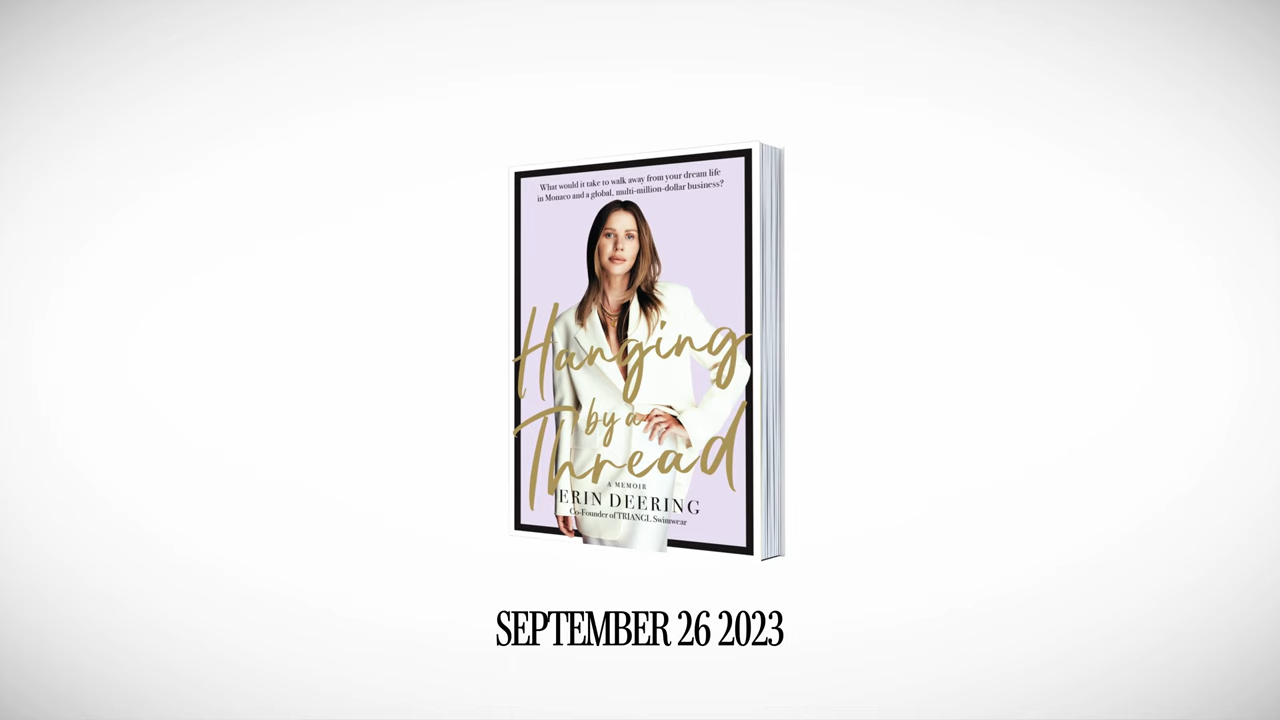 What would it take to walk away from your dream life
in Monaco and a global, multi-million-dollar business?
Hanging
by a
Thread
A MEMOIR
ERIN DEERING
Co-Founder of TRIANGL Swimwear
SEPTEMBER 26 2023